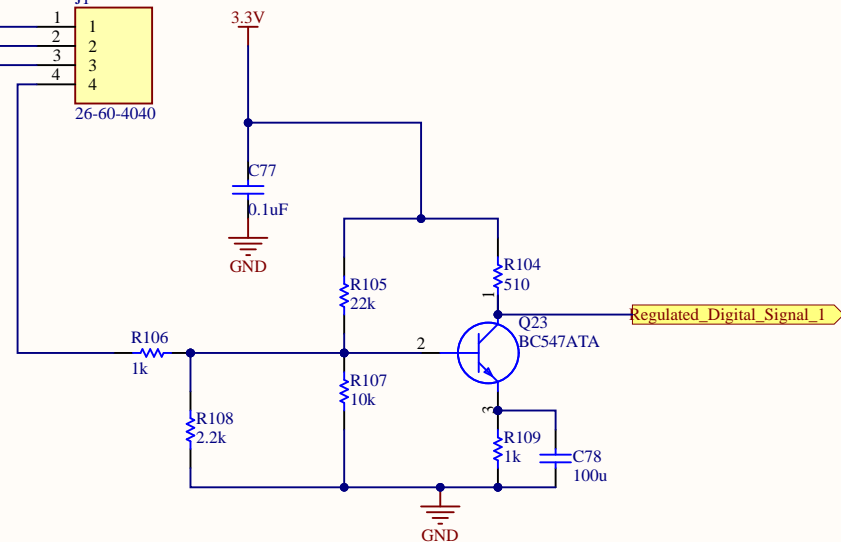 1 1
2 2
3 3
4 4
26-60-4040
3.3V
C77
0.1uF
GND
R105
22k
R104
510
1
Regulated_Digital_Signal_1
Q23
BC547ATA
2
R106
1k
R107
10k
R108
2.2k
3
R109
1k
C78
100u
GND